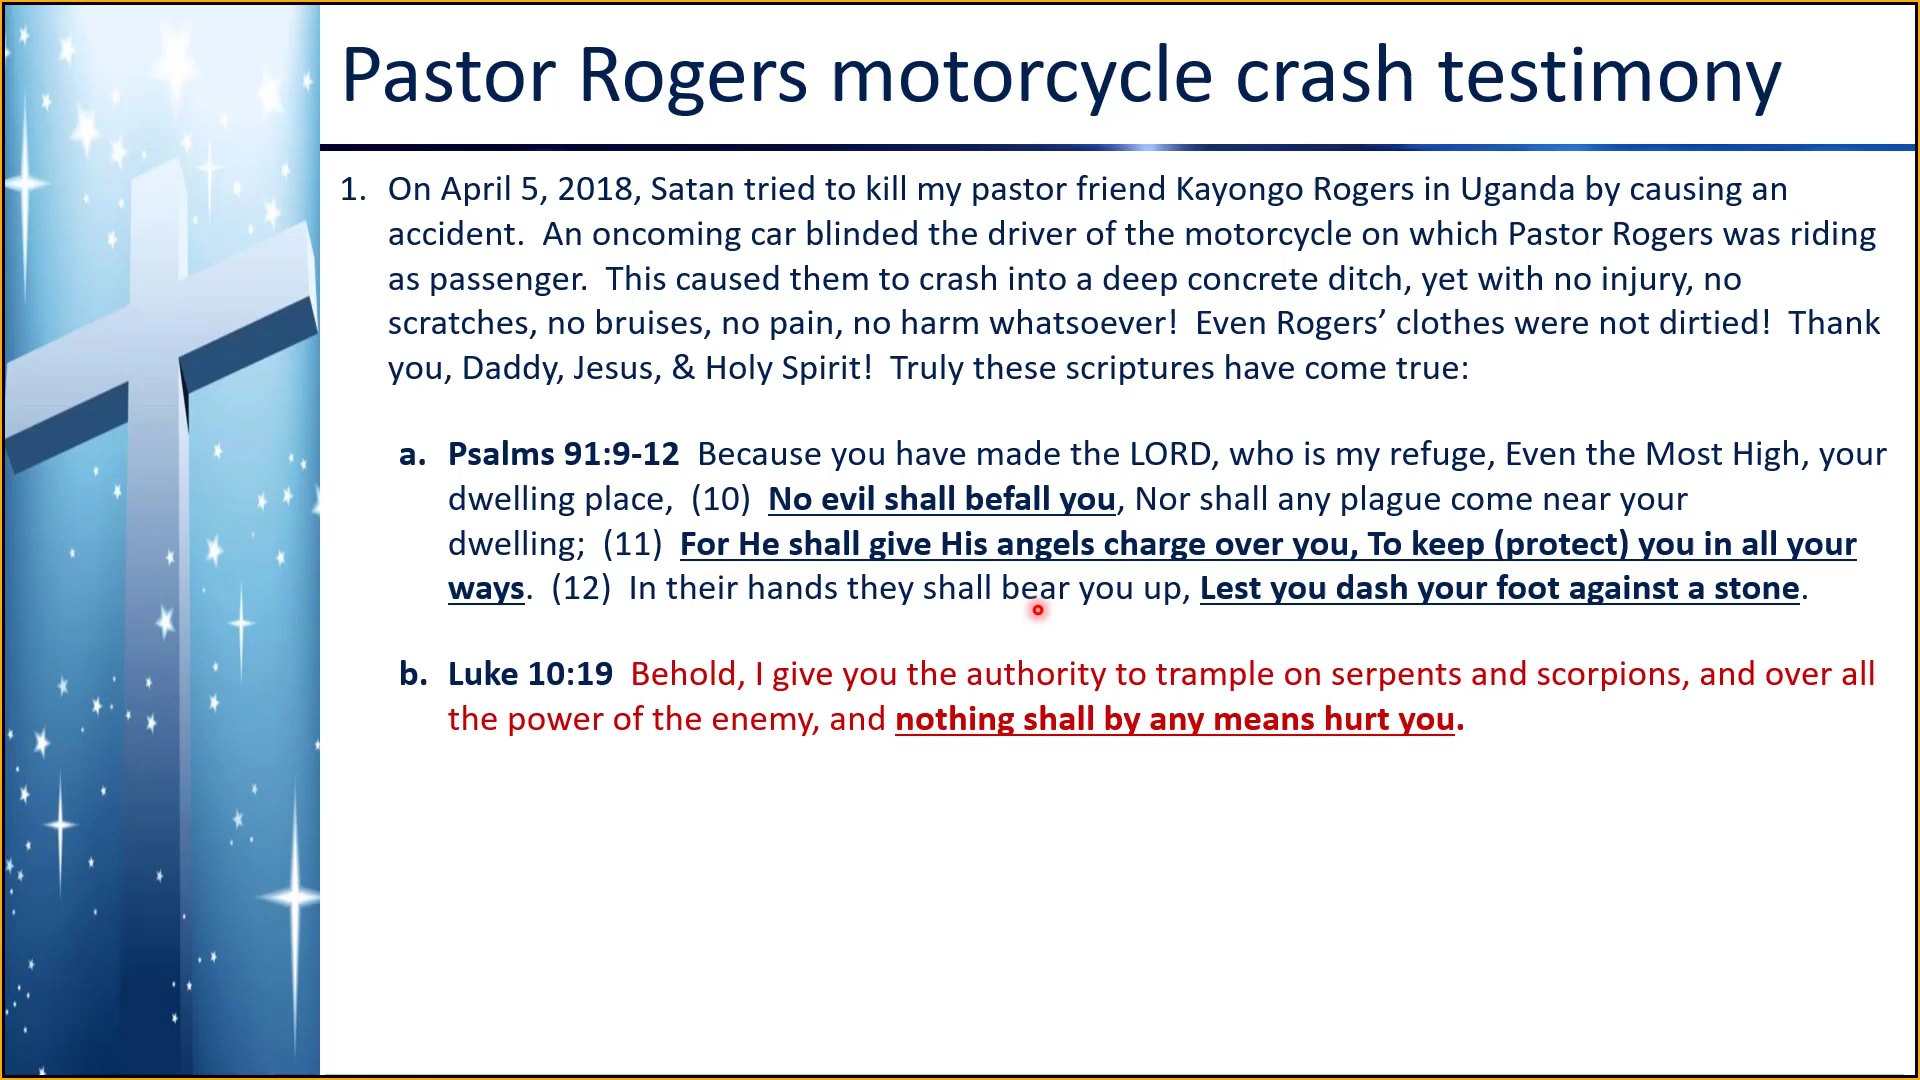 Pastor Rogers motorcycle crash testimony
1. On April 5, 2018, Satan tried to kill my pastor friend Kayongo Rogers in Uganda by causing an
accident.  An oncoming car blinded the driver of the motorcycle on which Pastor Rogers was riding
as passenger.  This caused them to crash into a deep concrete ditch, yet with no injury, no
scratches, no bruises, no pain, no harm whatsoever!  Even Rogers’ clothes were not dirtied!  Thank
you, Daddy, Jesus, & Holy Spirit!  Truly these scriptures have come true:
a. Psalms 91:9-12  Because you have made the LORD, who is my refuge, Even the Most High, your
dwelling place,  (10)  No evil shall befall you, Nor shall any plague come near your
dwelling;  (11)  For He shall give His angels charge over you, To keep (protect) you in all your
ways.  (12)  In their hands they shall bear you up, Lest you dash your foot against a stone.
b. Luke 10:19  Behold, I give you the authority to trample on serpents and scorpions, and over all
the power of the enemy, and nothing shall by any means hurt you.